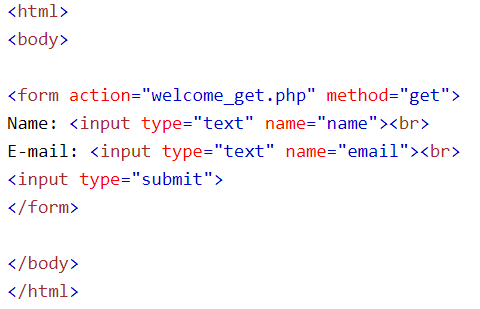 <html>
<body>
<form action="welcome_get.php" method="get">
Name: <input type="text" name="name"><br>
E-mail: <input type="text" name="email"><br>
<input type="submit">
</form>
</body>
</html>